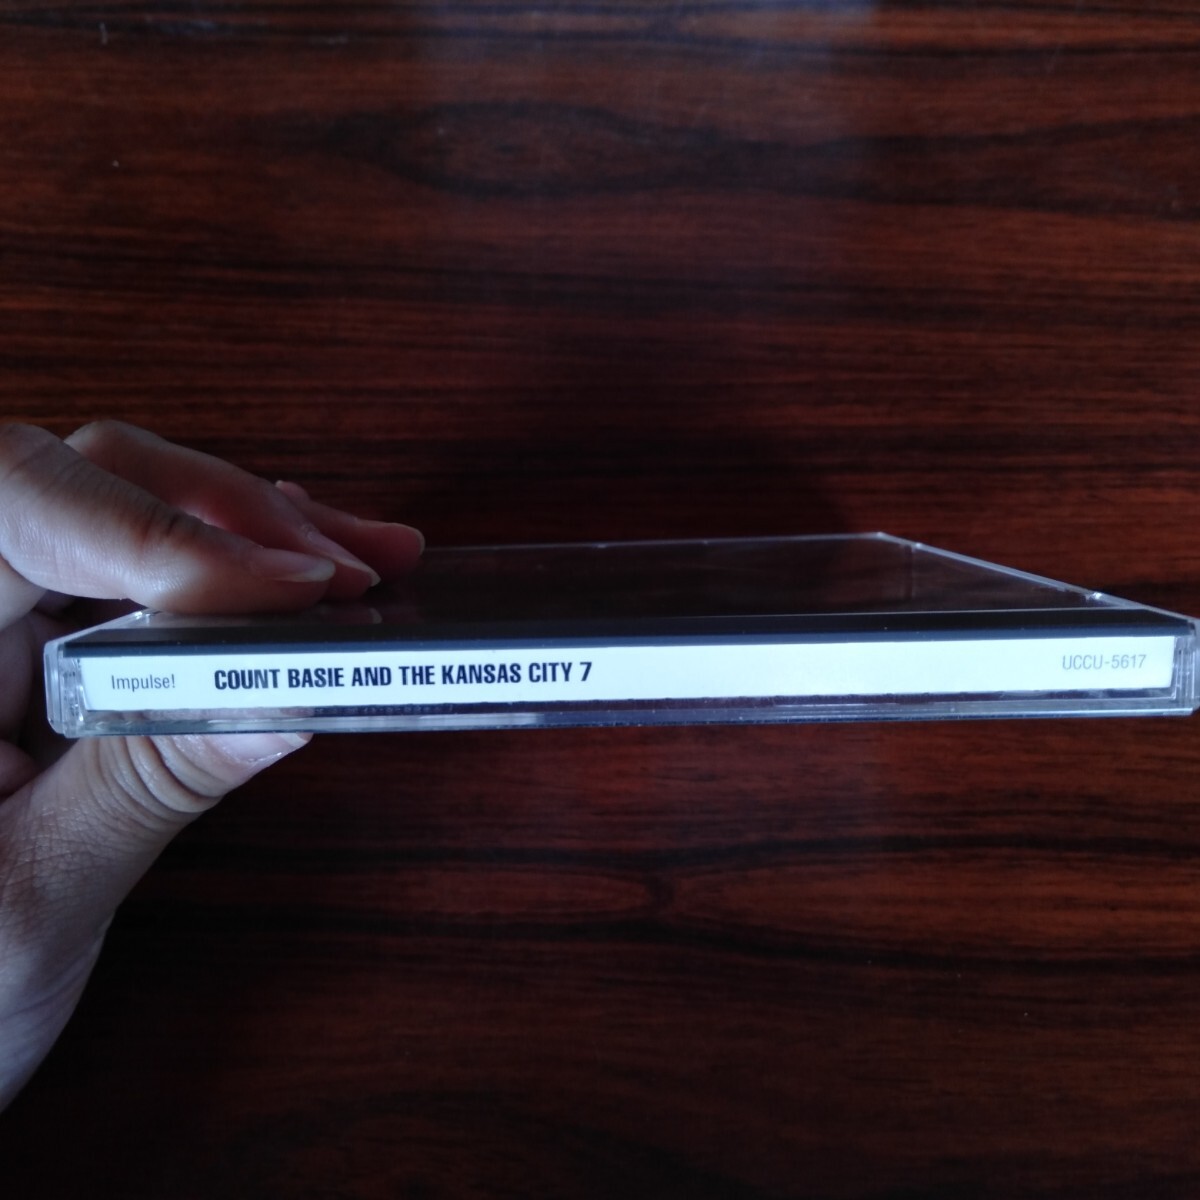 Impulse! COUNT BASIE AND THE KANSAS CITY 7 UCCU-5617